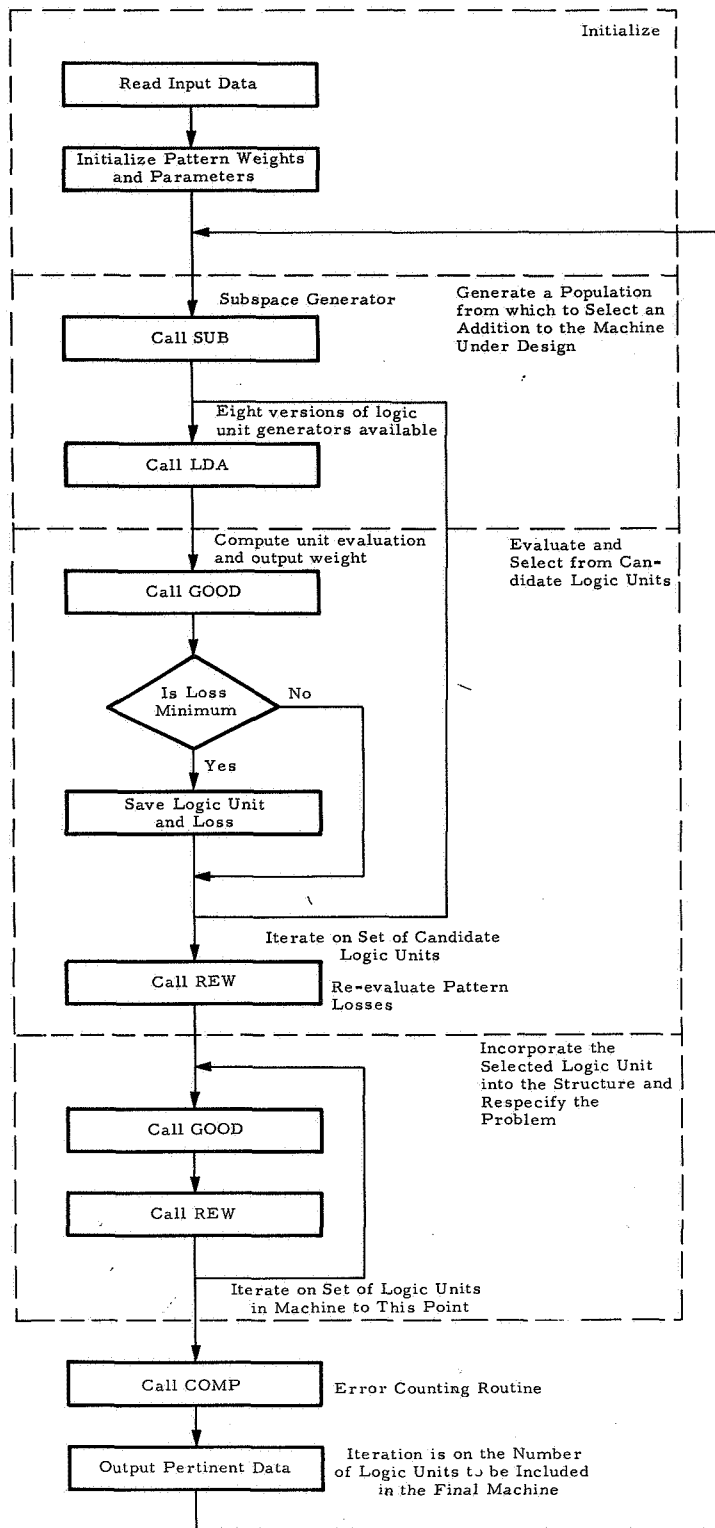 Initialize
Read Input Data
Initialize Pattern Weights
and Parameters
Subspace Generator
Generate a Population
from which to Select an
Addition to the Machine
Under Design
Call SUB
Eight versions of logic
unit generators available
Call LDA
Compute unit evaluation
and output weight
Evaluate and
Select from Can-
didate Logic Units
Call GOOD
Is Loss
Minimum
No
Yes
Save Logic Unit
and Loss
Iterate on Set of Candidate
Logic Units
Call REW
Re-evaluate Pattern
Losses
Incorporate the
Selected Logic Unit
into the Structure and
Respecify the
Problem
Call GOOD
Call REW
Iterate on Set of Logic Units
in Machine to This Point
Call COMP
Error Counting Routine
Output Pertinent Data
Iteration is on the Number
of Logic Units to be Included
in the Final Machine